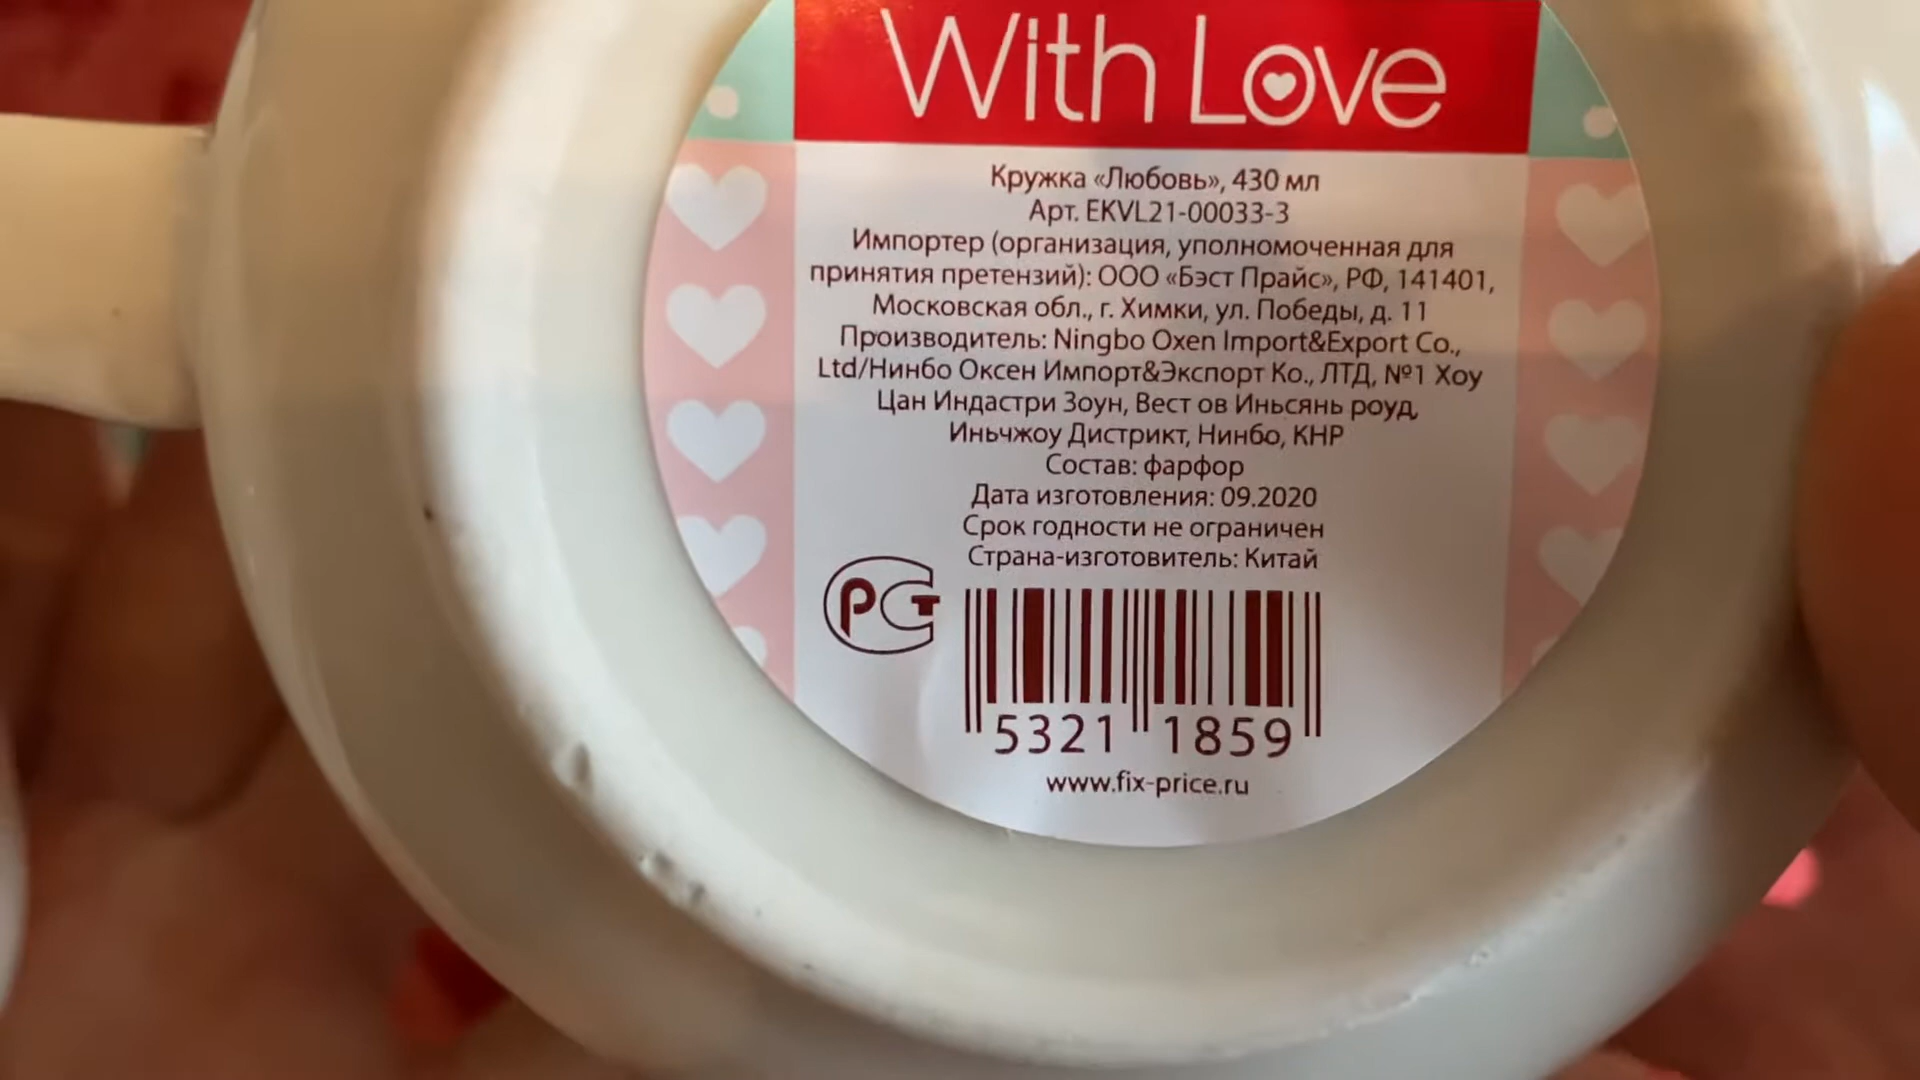 With Love
Кружка «Любовь», 430 мл
Арт. EKVL21-00033-3
Импортер (организация, уполномоченная для
принятия претензий): ООО «Бэст Прайс», РФ, 141401,
Московская обл., г. Химки, ул. Победы, д. 11
Производитель: Ningbo Oxen Import&Export Co.,
Ltd/Нинбо Оксен Импорт&Экспорт Ко., ЛТД, №1 Хоу
Цан Индастри Зоун, Вест ов Иньсянь роуд,
Иньчжоу Дистрикт, Нинбо, КНР
Состав: фарфор
Дата изготовления: 09.2020
Срок годности не ограничен
Страна-изготовитель: Китай
РСТ
5321 1859
www.fix-price.ru